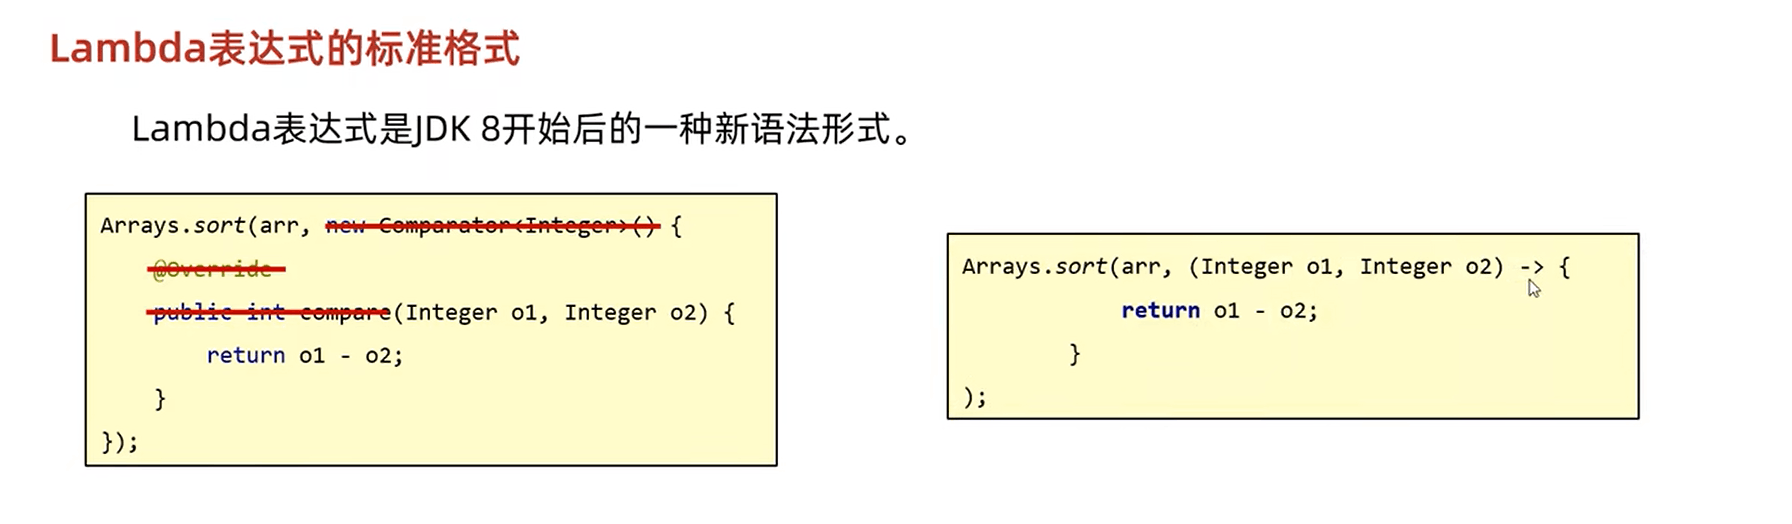 Lambda表达式的标准格式
Lambda表达式是JDK 8开始后的一种新语法形式。
Arrays.sort(arr, new Comparator<Integer>() {
@Override
public int compare(Integer o1, Integer o2) {
return o1 - o2;
}
});
Arrays.sort(arr, (Integer o1, Integer o2) -> {
return o1 - o2;
}
);